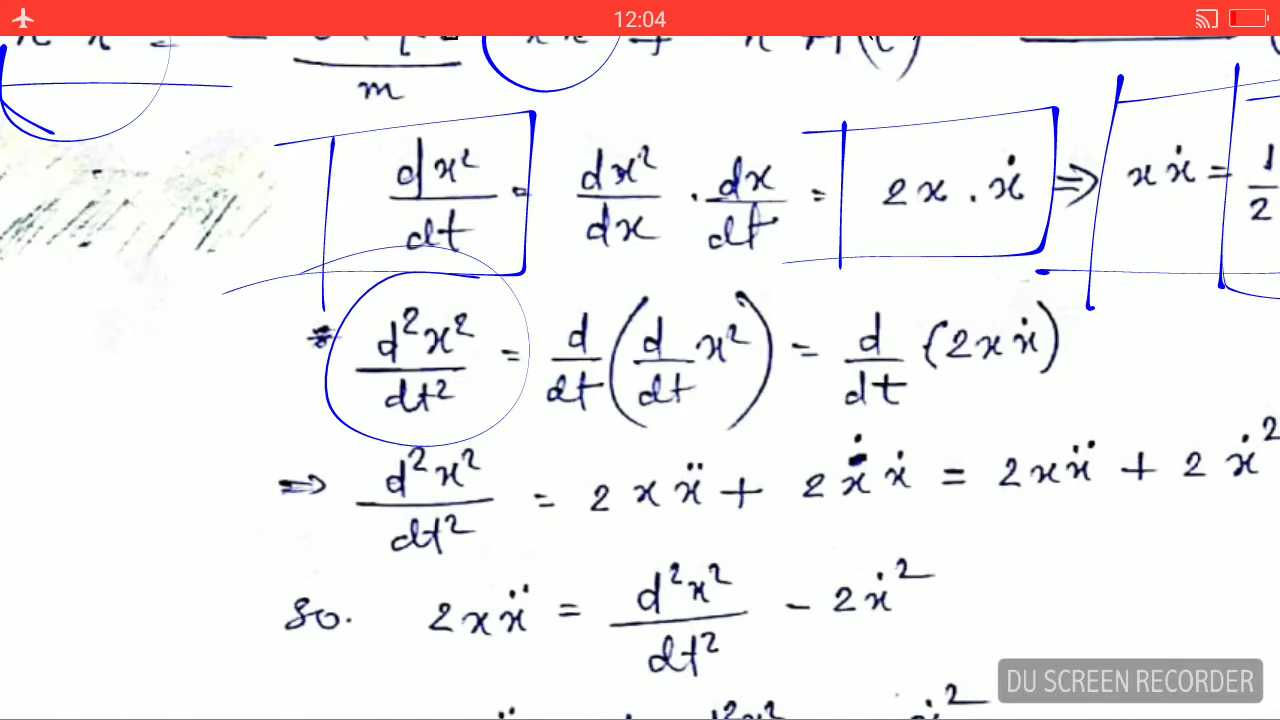 12:04
m
dx²/dt = dx²/dx · dx/dt = 2x . ẋ ⇒ xẋ = 1/2
* d²x²/dt² = d/dt (d/dt x²) = d/dt (2xẋ)
⇒ d²x²/dt² = 2xẍ + 2ẋẋ = 2xẍ + 2ẋ²
So. 2xẍ = d²x²/dt² - 2ẋ²
DU SCREEN RECORDER